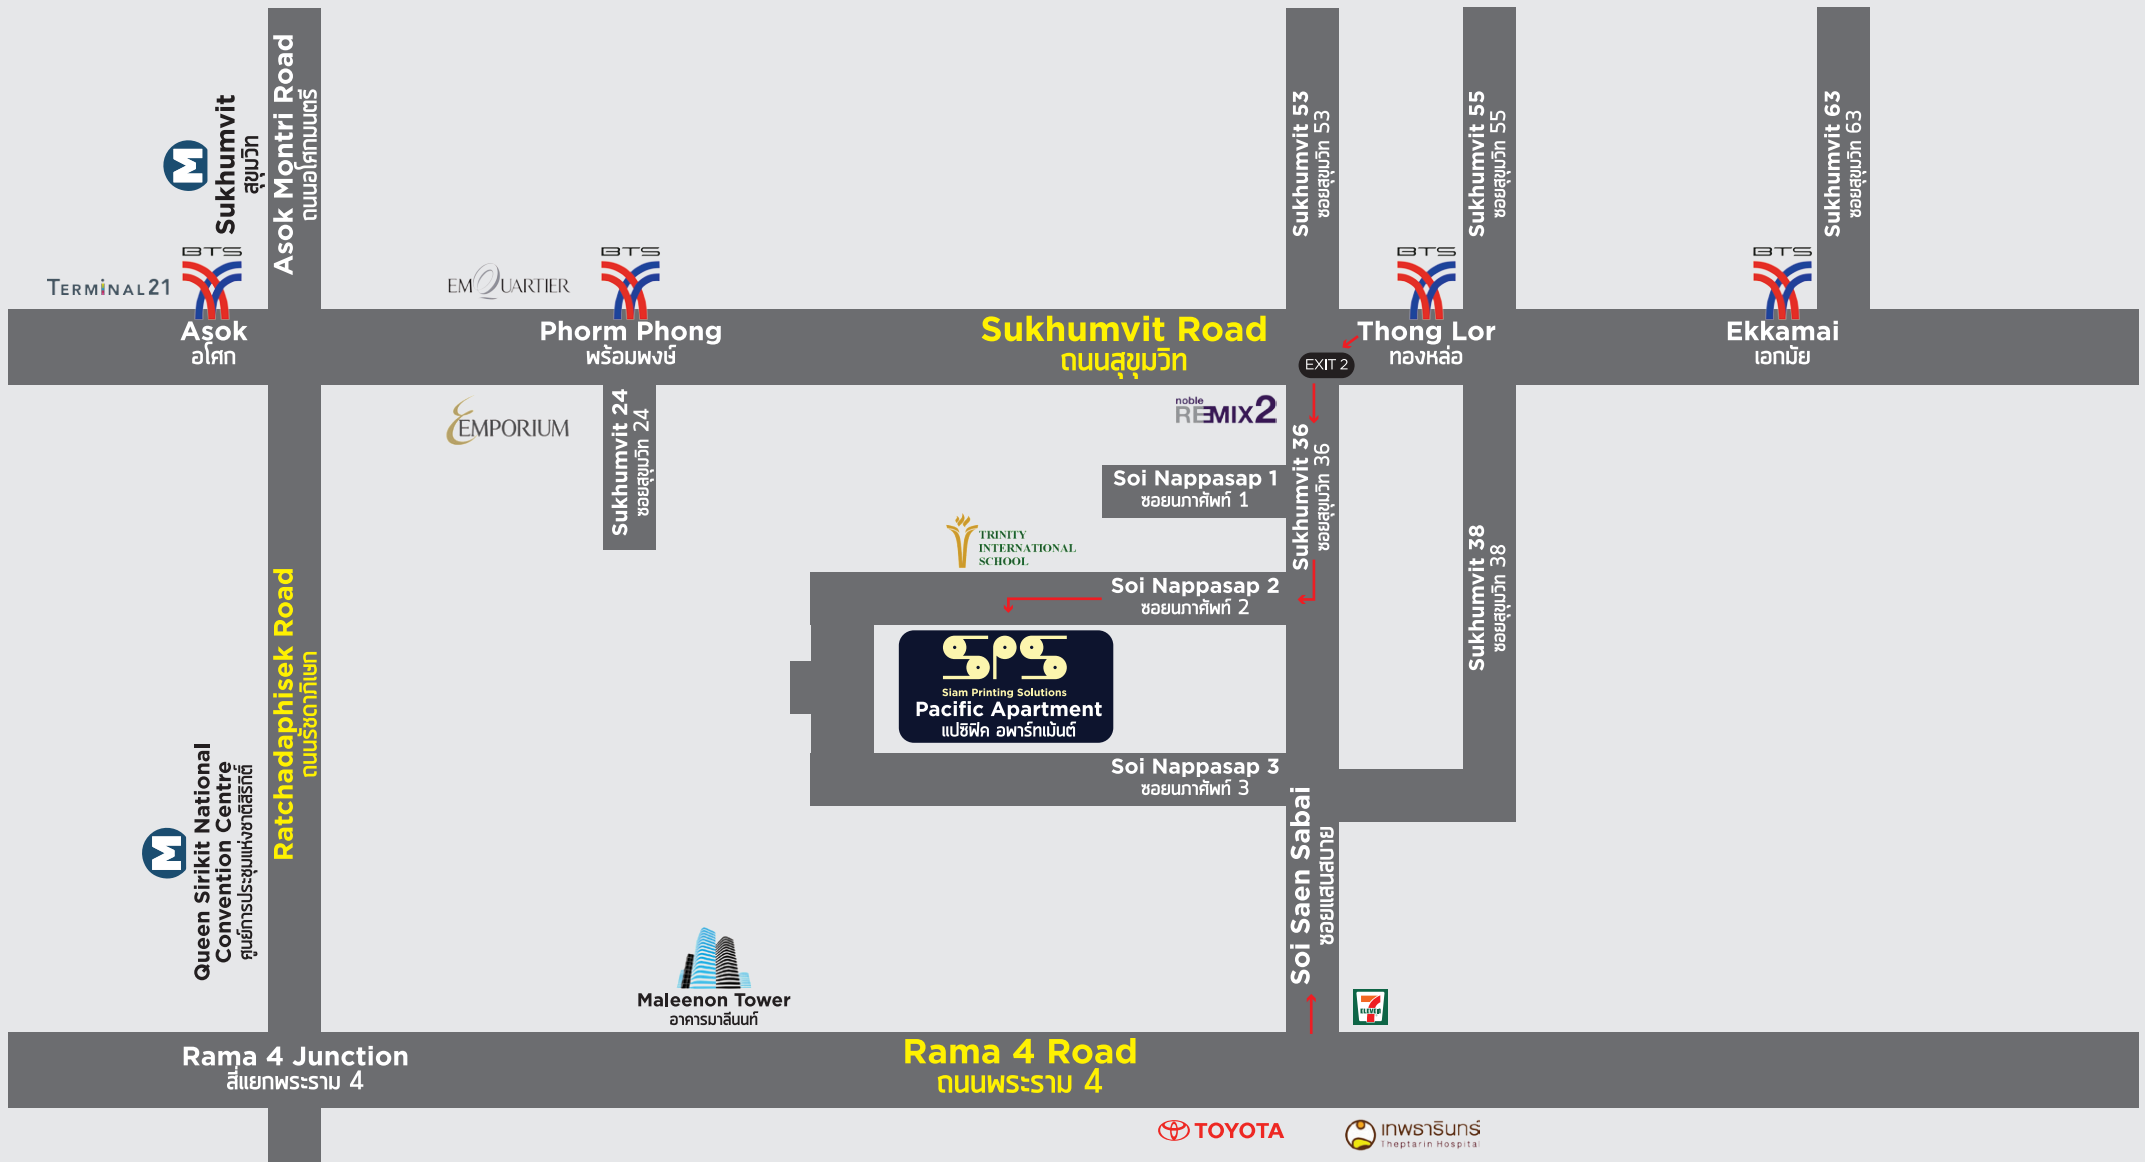 Asok Montri Road
ถนนอโศกมนตรี
Sukhumvit
สุขุมวิท
M
Sukhumvit 53
ซอยสุขุมวิท 53
Sukhumvit 55
ซอยสุขุมวิท 55
Sukhumvit 63
ซอยสุขุมวิท 63
TERMINAL 21
BTS
Asok
อโศก
EMQUARTIER
BTS
Phorm Phong
พร้อมพงษ์
Sukhumvit Road
ถนนสุขุมวิท
BTS
Thong Lor
ทองหล่อ
EXIT 2
BTS
Ekkamai
เอกมัย
EMPORIUM
Sukhumvit 24
ซอยสุขุมวิท 24
noble
REMIX2
Sukhumvit 36
ซอยสุขุมวิท 36
Soi Nappasap 1
ซอยนภาศัพท์ 1
TRINITY
INTERNATIONAL
SCHOOL
Soi Nappasap 2
ซอยนภาศัพท์ 2
Sukhumvit 38
ซอยสุขุมวิท 38
SPS
Siam Printing Solutions
Pacific Apartment
แปซิฟิค อพาร์ทเม้นต์
Ratchadaphisek Road
ถนนรัชดาภิเษก
Soi Nappasap 3
ซอยนภาศัพท์ 3
M
Queen Sirikit National
Convention Centre
ศูนย์การประชุมแห่งชาติสิริกิติ์
Soi Saen Sabai
ซอยแสนสบาย
Maleenon Tower
อาคารมาลีนนท์
7
ELEVEn
Rama 4 Junction
สี่แยกพระราม 4
Rama 4 Road
ถนนพระราม 4
TOYOTA
เทพธารินทร์
Theptarin Hospital